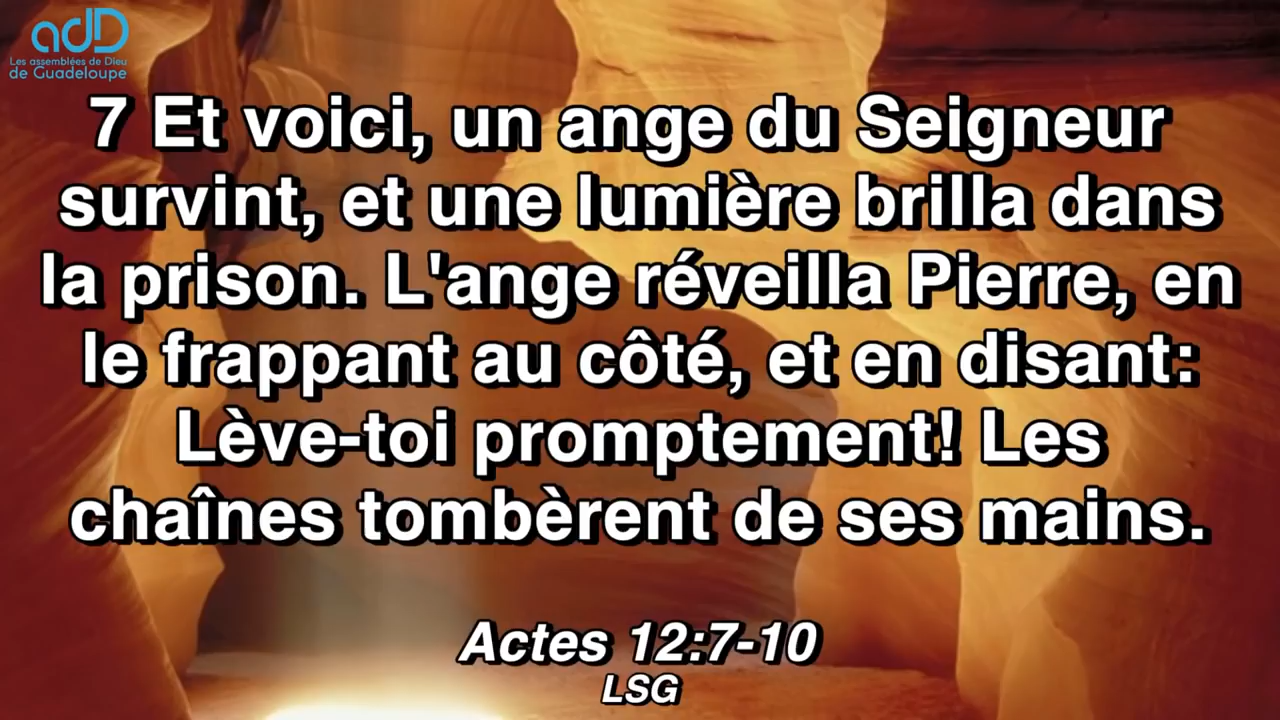 adD
Les assemblées de Dieu
de Guadeloupe
7 Et voici, un ange du Seigneur
survint, et une lumière brilla dans
la prison. L'ange réveilla Pierre, en
le frappant au côté, et en disant:
Lève-toi promptement! Les
chaînes tombèrent de ses mains.
Actes 12:7-10
LSG